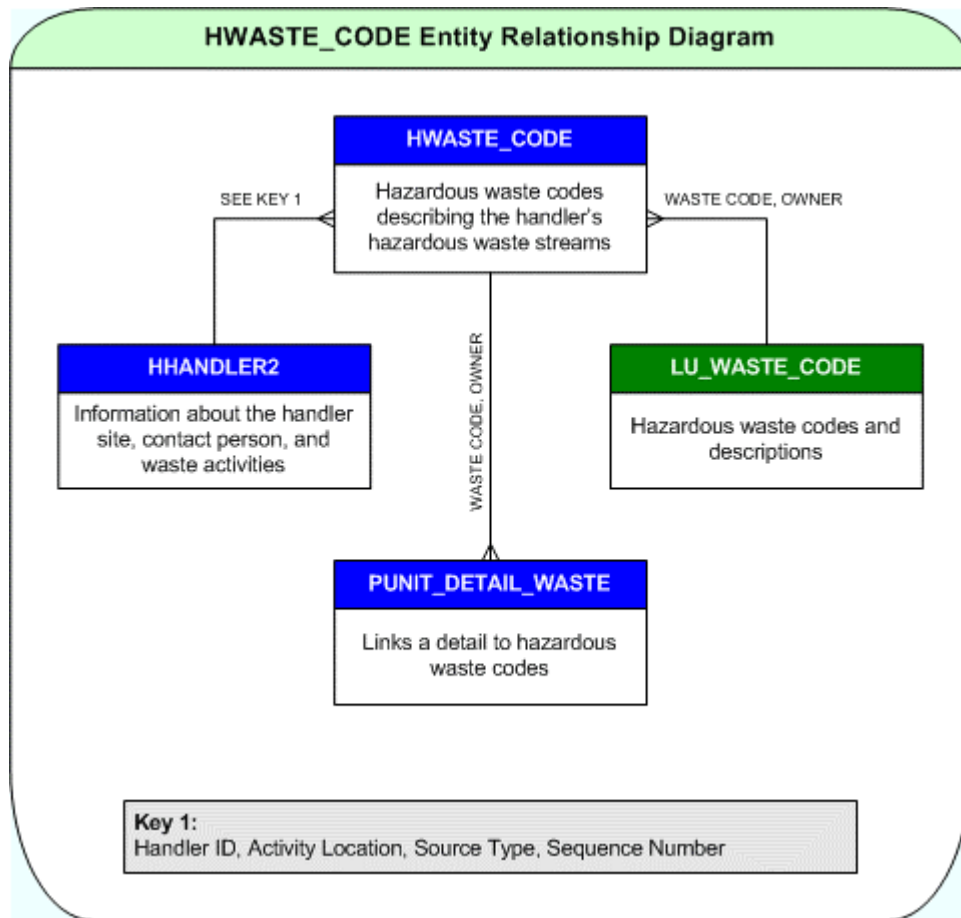 HWASTE_CODE Entity Relationship Diagram
HWASTE_CODE
Hazardous waste codes
describing the handler's
hazardous waste streams
SEE KEY 1
WASTE CODE, OWNER
HHANDLER2
Information about the handler
site, contact person, and
waste activities
WASTE CODE, OWNER
LU_WASTE_CODE
Hazardous waste codes and
descriptions
PUNIT_DETAIL_WASTE
Links a detail to hazardous
waste codes
Key 1:
Handler ID, Activity Location, Source Type, Sequence Number